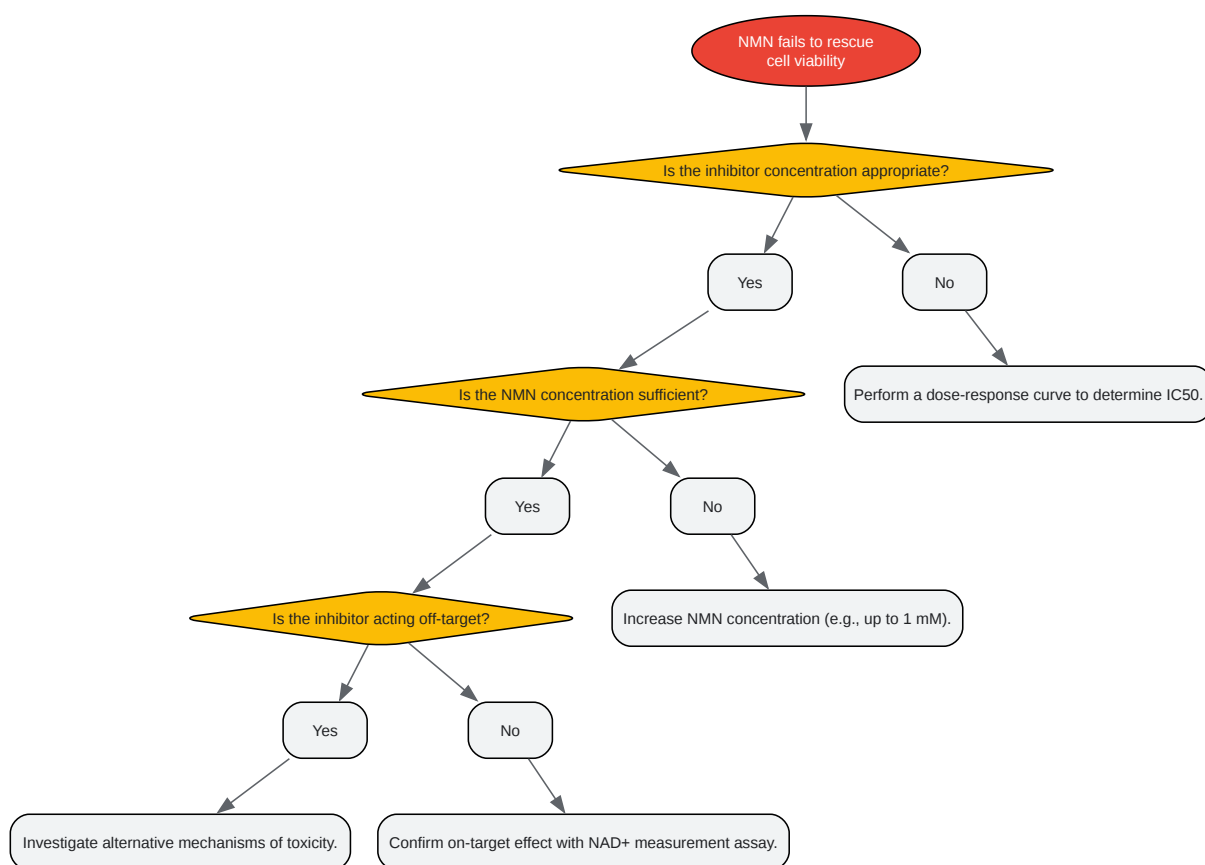 NMN fails to rescue
cell viability
Is the inhibitor concentration appropriate?
Yes
No
Is the NMN concentration sufficient?
Perform a dose-response curve to determine IC50.
Yes
No
Is the inhibitor acting off-target?
Increase NMN concentration (e.g., up to 1 mM).
Yes
No
Investigate alternative mechanisms of toxicity.
Confirm on-target effect with NAD+ measurement assay.